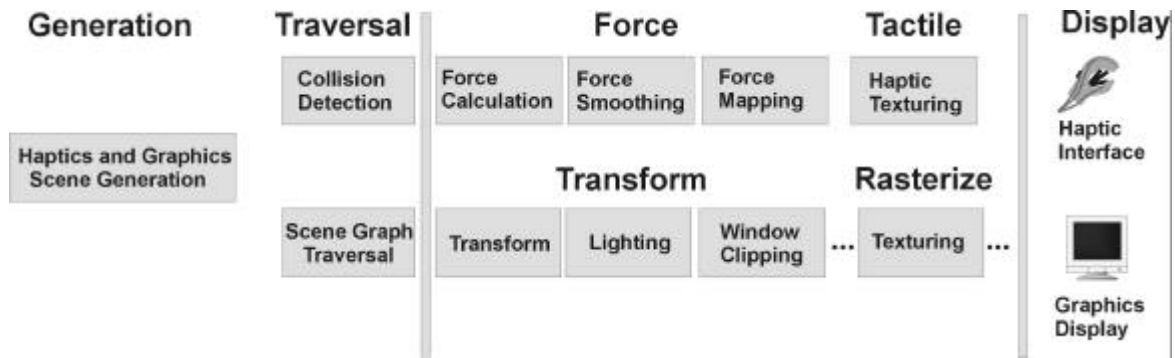 Generation
Traversal
Force
Tactile
Display
Collision
Detection
Force
Calculation
Force
Smoothing
Force
Mapping
Haptic
Texturing
Haptic
Interface
Haptics and Graphics
Scene Generation
Transform
Rasterize
Scene Graph
Traversal
Transform
Lighting
Window
Clipping
...
Texturing
...
Graphics
Display